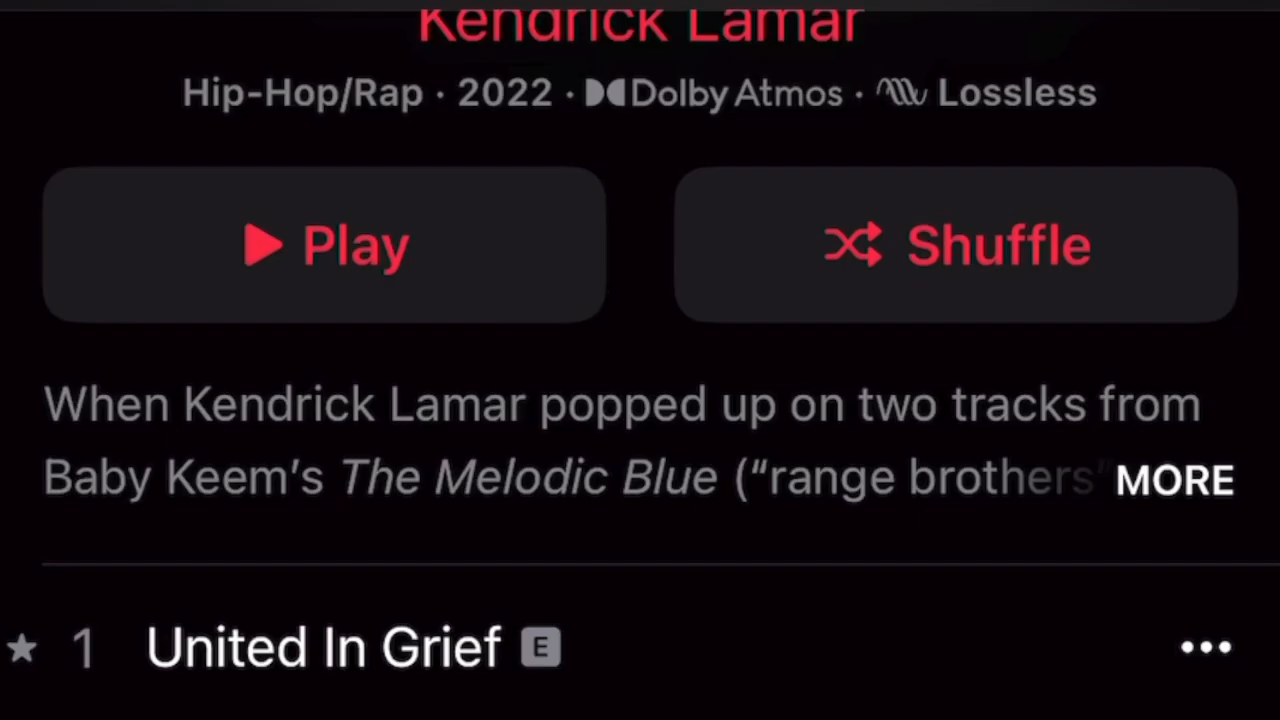 Kendrick Lamar
Hip-Hop/Rap · 2022 · Dolby Atmos · Lossless
Play
Shuffle
When Kendrick Lamar popped up on two tracks from
Baby Keem’s The Melodic Blue (“range brothers” MORE
1 United In Grief E